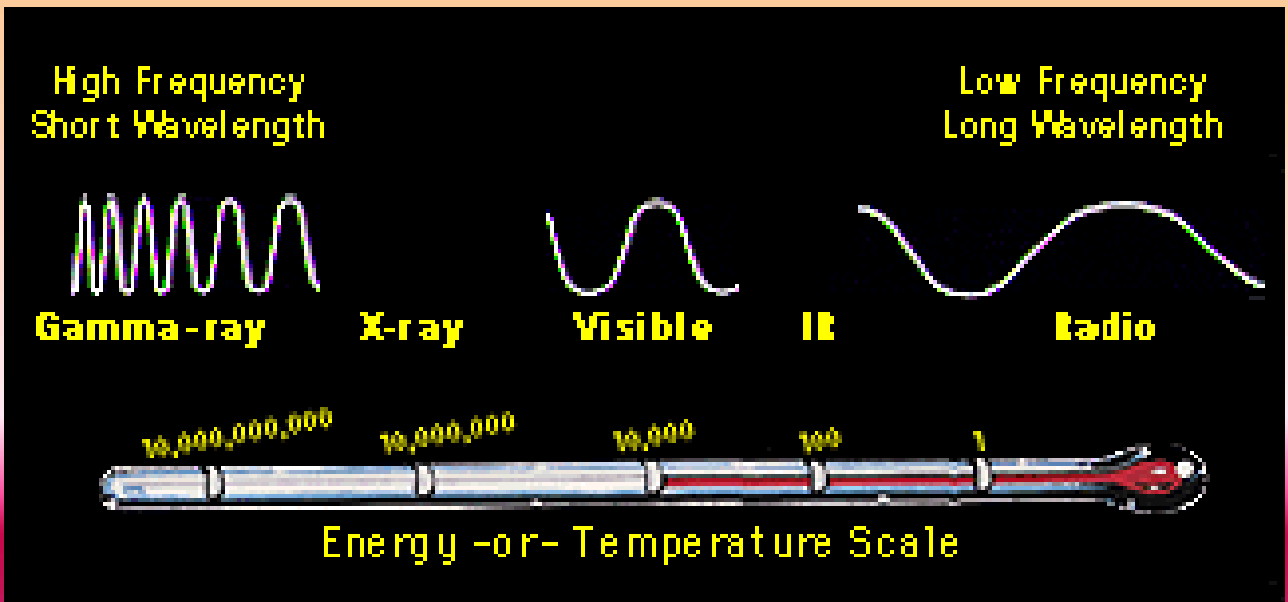 High Frequency
Short Wavelength
Low Frequency
Long Wavelength
Gamma-ray
X-ray
Visible
IR
Radio
10,000,000,000
10,000,000
10,000
100
1
Energy -or- Temperature Scale